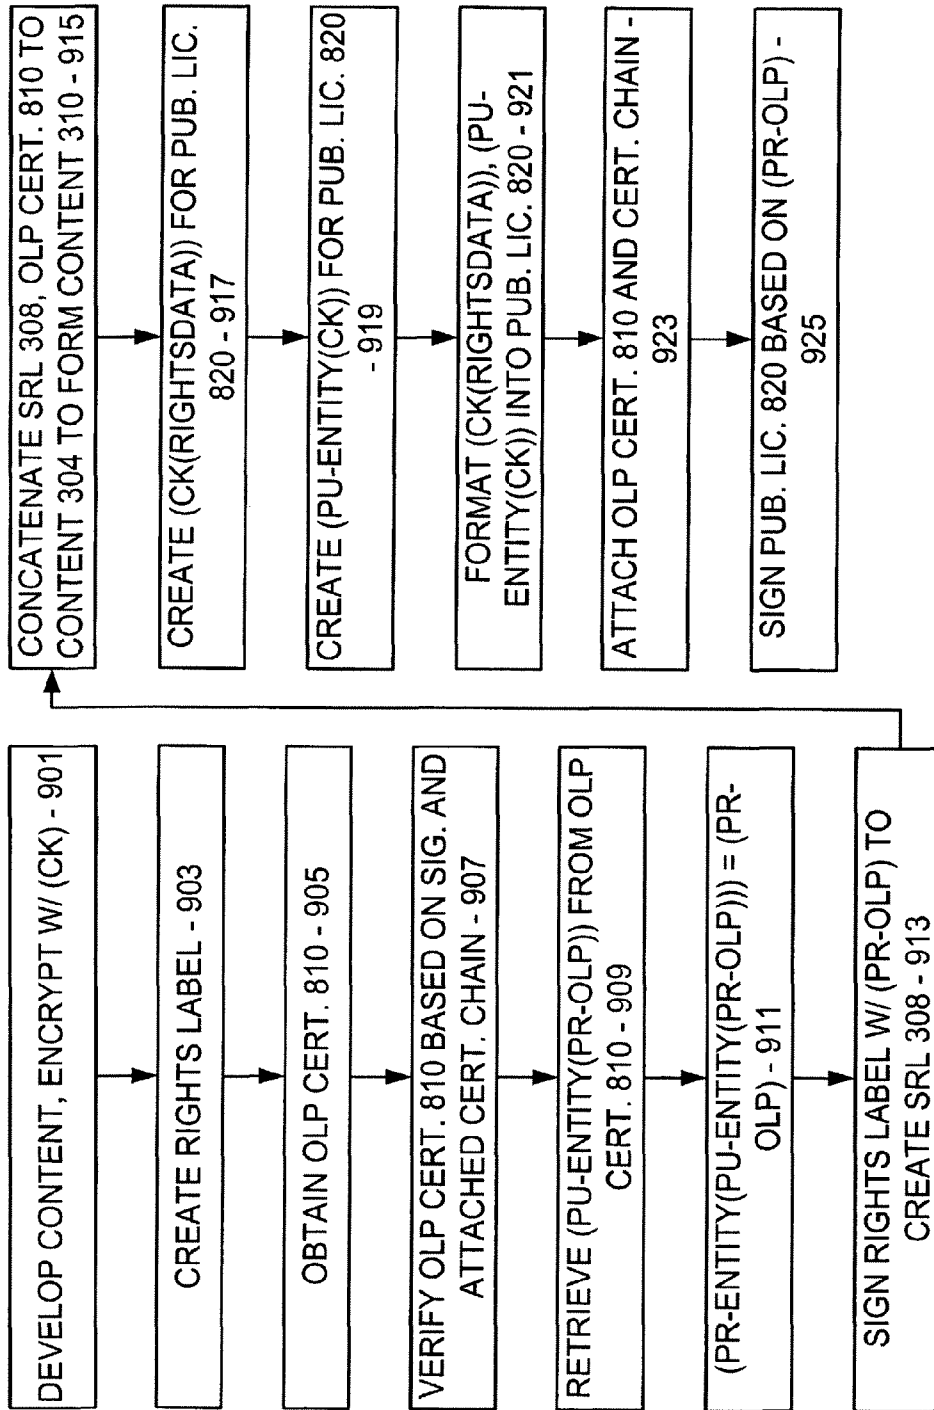 DEVELOP CONTENT, ENCRYPT W/ (CK) - 901
CREATE RIGHTS LABEL - 903
OBTAIN OLP CERT. 810 - 905
VERIFY OLP CERT. 810 BASED ON SIG. AND
ATTACHED CERT. CHAIN - 907
RETRIEVE (PU-ENTITY(PR-OLP)) FROM OLP
CERT. 810 - 909
(PR-ENTITY(PU-ENTITY(PR-OLP))) = (PR-
OLP) - 911
SIGN RIGHTS LABEL W/ (PR-OLP) TO
CREATE SRL 308 - 913
CONCATENATE SRL 308, OLP CERT. 810 TO
CONTENT 304 TO FORM CONTENT 310 - 915
CREATE (CK(RIGHTSDATA)) FOR PUB. LIC.
820 - 917
CREATE (PU-ENTITY(CK)) FOR PUB. LIC. 820
- 919
FORMAT (CK(RIGHTSDATA)), (PU-
ENTITY(CK)) INTO PUB. LIC. 820 - 921
ATTACH OLP CERT. 810 AND CERT. CHAIN -
923
SIGN PUB. LIC. 820 BASED ON (PR-OLP) -
925